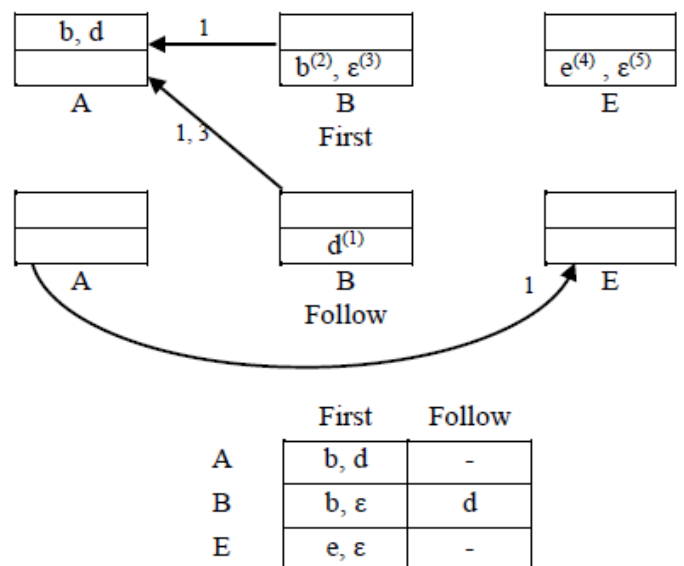 b, d 1
b⁽²⁾, ε⁽³⁾ e⁽⁴⁾ , ε⁽⁵⁾
A B E
1, 3 First
d⁽¹⁾
A B 1 E
Follow
First Follow
A b, d -
B b, ε d
E e, ε -